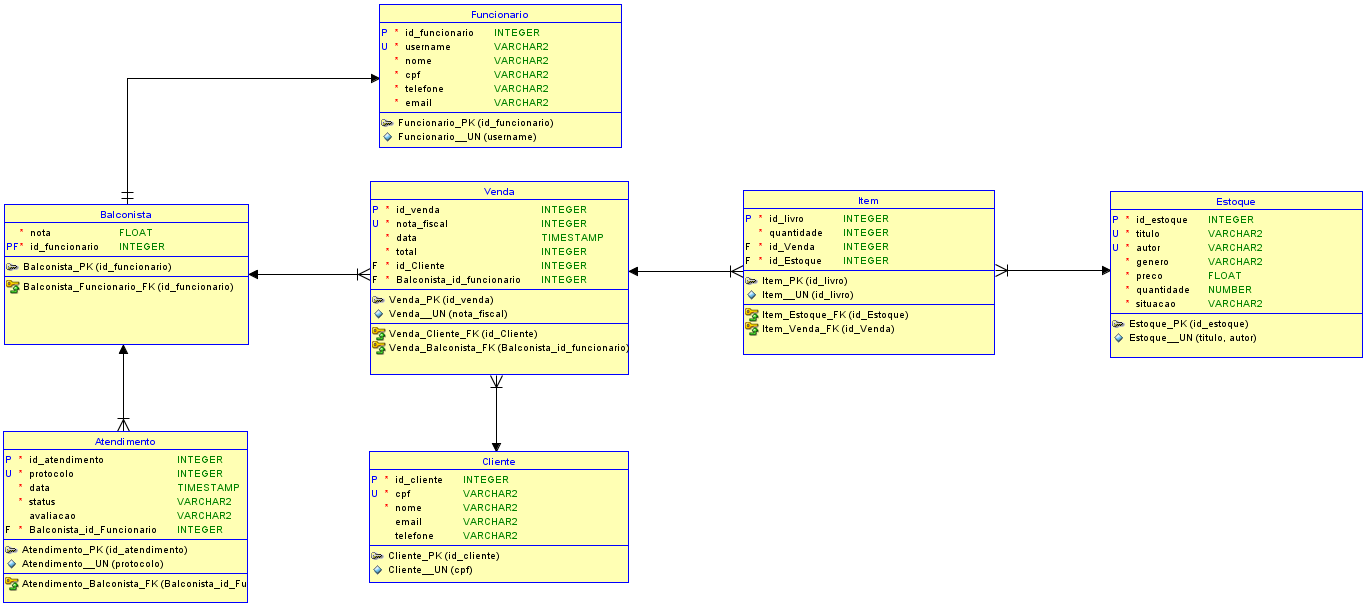 Funcionario
P * id_funcionario INTEGER
U * username VARCHAR2
* nome VARCHAR2
* cpf VARCHAR2
* telefone VARCHAR2
* email VARCHAR2
Funcionario_PK (id_funcionario)
Funcionario__UN (username)
Balconista
* nota FLOAT
PF* id_funcionario INTEGER
Balconista_PK (id_funcionario)
Balconista_Funcionario_FK (id_funcionario)
Venda
P * id_venda INTEGER
U * nota_fiscal INTEGER
* data TIMESTAMP
* total INTEGER
F * id_Cliente INTEGER
F * Balconista_id_funcionario INTEGER
Venda_PK (id_venda)
Venda__UN (nota_fiscal)
Venda_Cliente_FK (id_Cliente)
Venda_Balconista_FK (Balconista_id_funcionario)
Item
P * id_livro INTEGER
* quantidade INTEGER
F * id_Venda INTEGER
F * id_Estoque INTEGER
Item_PK (id_livro)
Item__UN (id_livro)
Item_Estoque_FK (id_Estoque)
Item_Venda_FK (id_Venda)
Estoque
P * id_estoque INTEGER
U * titulo VARCHAR2
U * autor VARCHAR2
* genero VARCHAR2
* preco FLOAT
* quantidade NUMBER
* situacao VARCHAR2
Estoque_PK (id_estoque)
Estoque__UN (titulo, autor)
Atendimento
P * id_atendimento INTEGER
U * protocolo INTEGER
* data TIMESTAMP
* status VARCHAR2
avaliacao VARCHAR2
F * Balconista_id_Funcionario INTEGER
Atendimento_PK (id_atendimento)
Atendimento__UN (protocolo)
Atendimento_Balconista_FK (Balconista_id_Fu
Cliente
P * id_cliente INTEGER
U * cpf VARCHAR2
* nome VARCHAR2
email VARCHAR2
telefone VARCHAR2
Cliente_PK (id_cliente)
Cliente__UN (cpf)